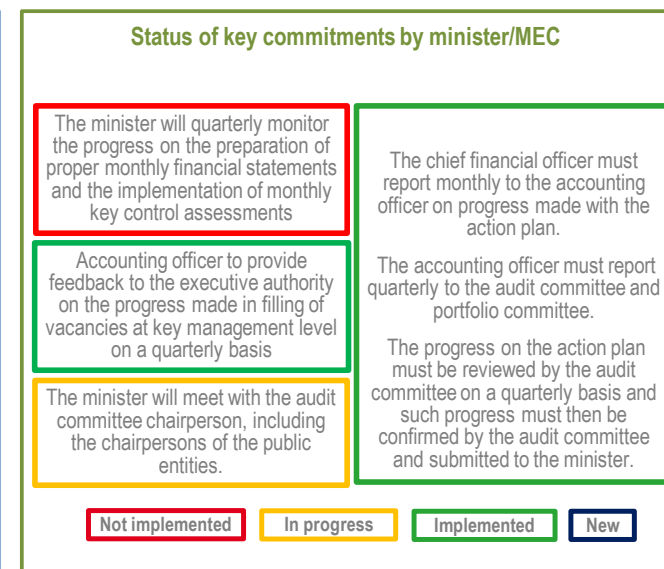 Status of key commitments by minister/MEC
The minister will quarterly monitor
the progress on the preparation of
proper monthly financial statements
and the implementation of monthly
key control assessments
Accounting officer to provide
feedback to the executive authority
on the progress made in filling of
vacancies at key management level
on a quarterly basis
The minister will meet with the audit
committee chairperson, including
the chairpersons of the public
entities.
The chief financial officer must
report monthly to the accounting
officer on progress made with the
action plan.
The accounting officer must report
quarterly to the audit committee and
portfolio committee.
The progress on the action plan
must be reviewed by the audit
committee on a quarterly basis and
such progress must then be
confirmed by the audit committee
and submitted to the minister.
Not implemented
In progress
Implemented
New